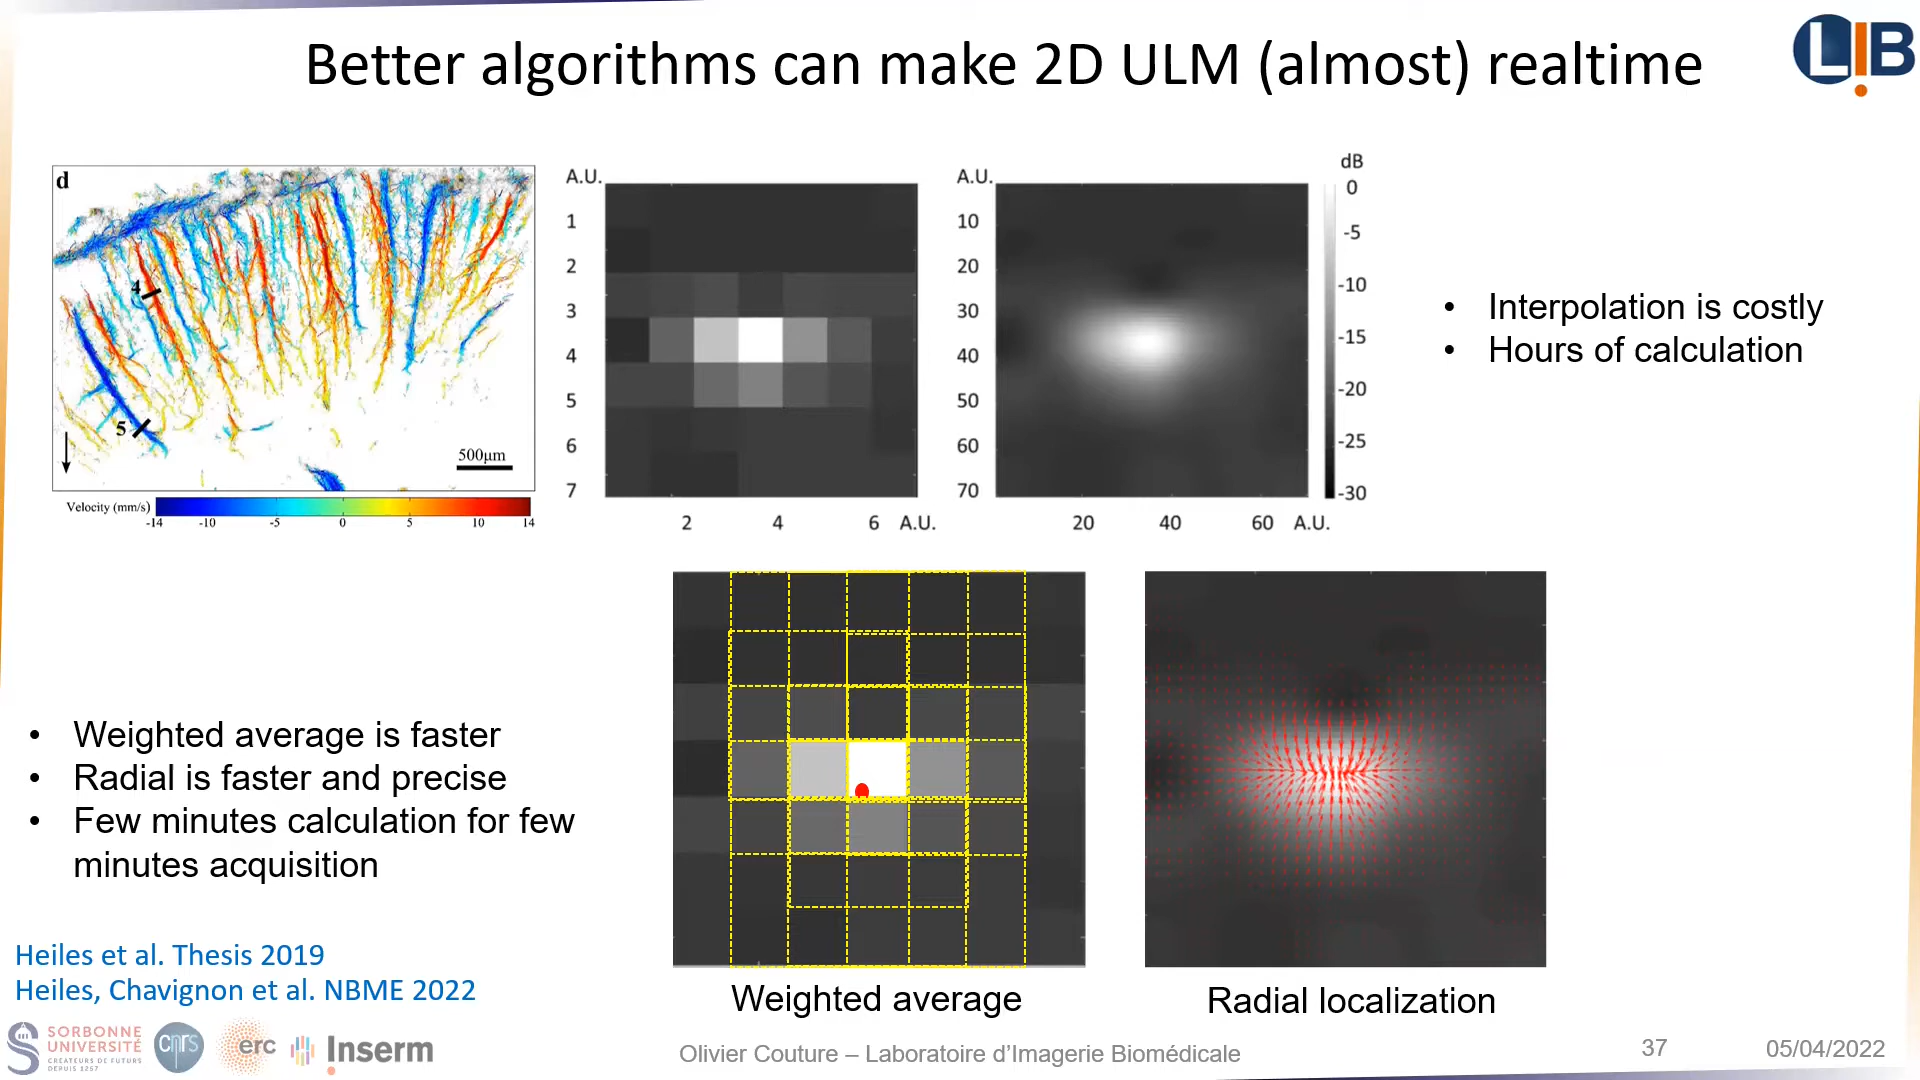 Better algorithms can make 2D ULM (almost) realtime
LIB
d
4
5
500μm
Velocity (mm/s)
-14 -10 -5 0 5 10 14
A.U.
1
2
3
4
5
6
7
2 4 6 A.U.
A.U.
10
20
30
40
50
60
70
20 40 60 A.U.
dB
0
-5
-10
-15
-20
-25
-30
• Interpolation is costly
• Hours of calculation
• Weighted average is faster
• Radial is faster and precise
• Few minutes calculation for few
minutes acquisition
Weighted average
Radial localization
Heiles et al. Thesis 2019
Heiles, Chavignon et al. NBME 2022
SORBONNE
UNIVERSITÉ
CRÉATEURS DE FUTURS
DEPUIS 1257
cnrs
erc
Inserm
Olivier Couture – Laboratoire d'Imagerie Biomédicale
37
05/04/2022